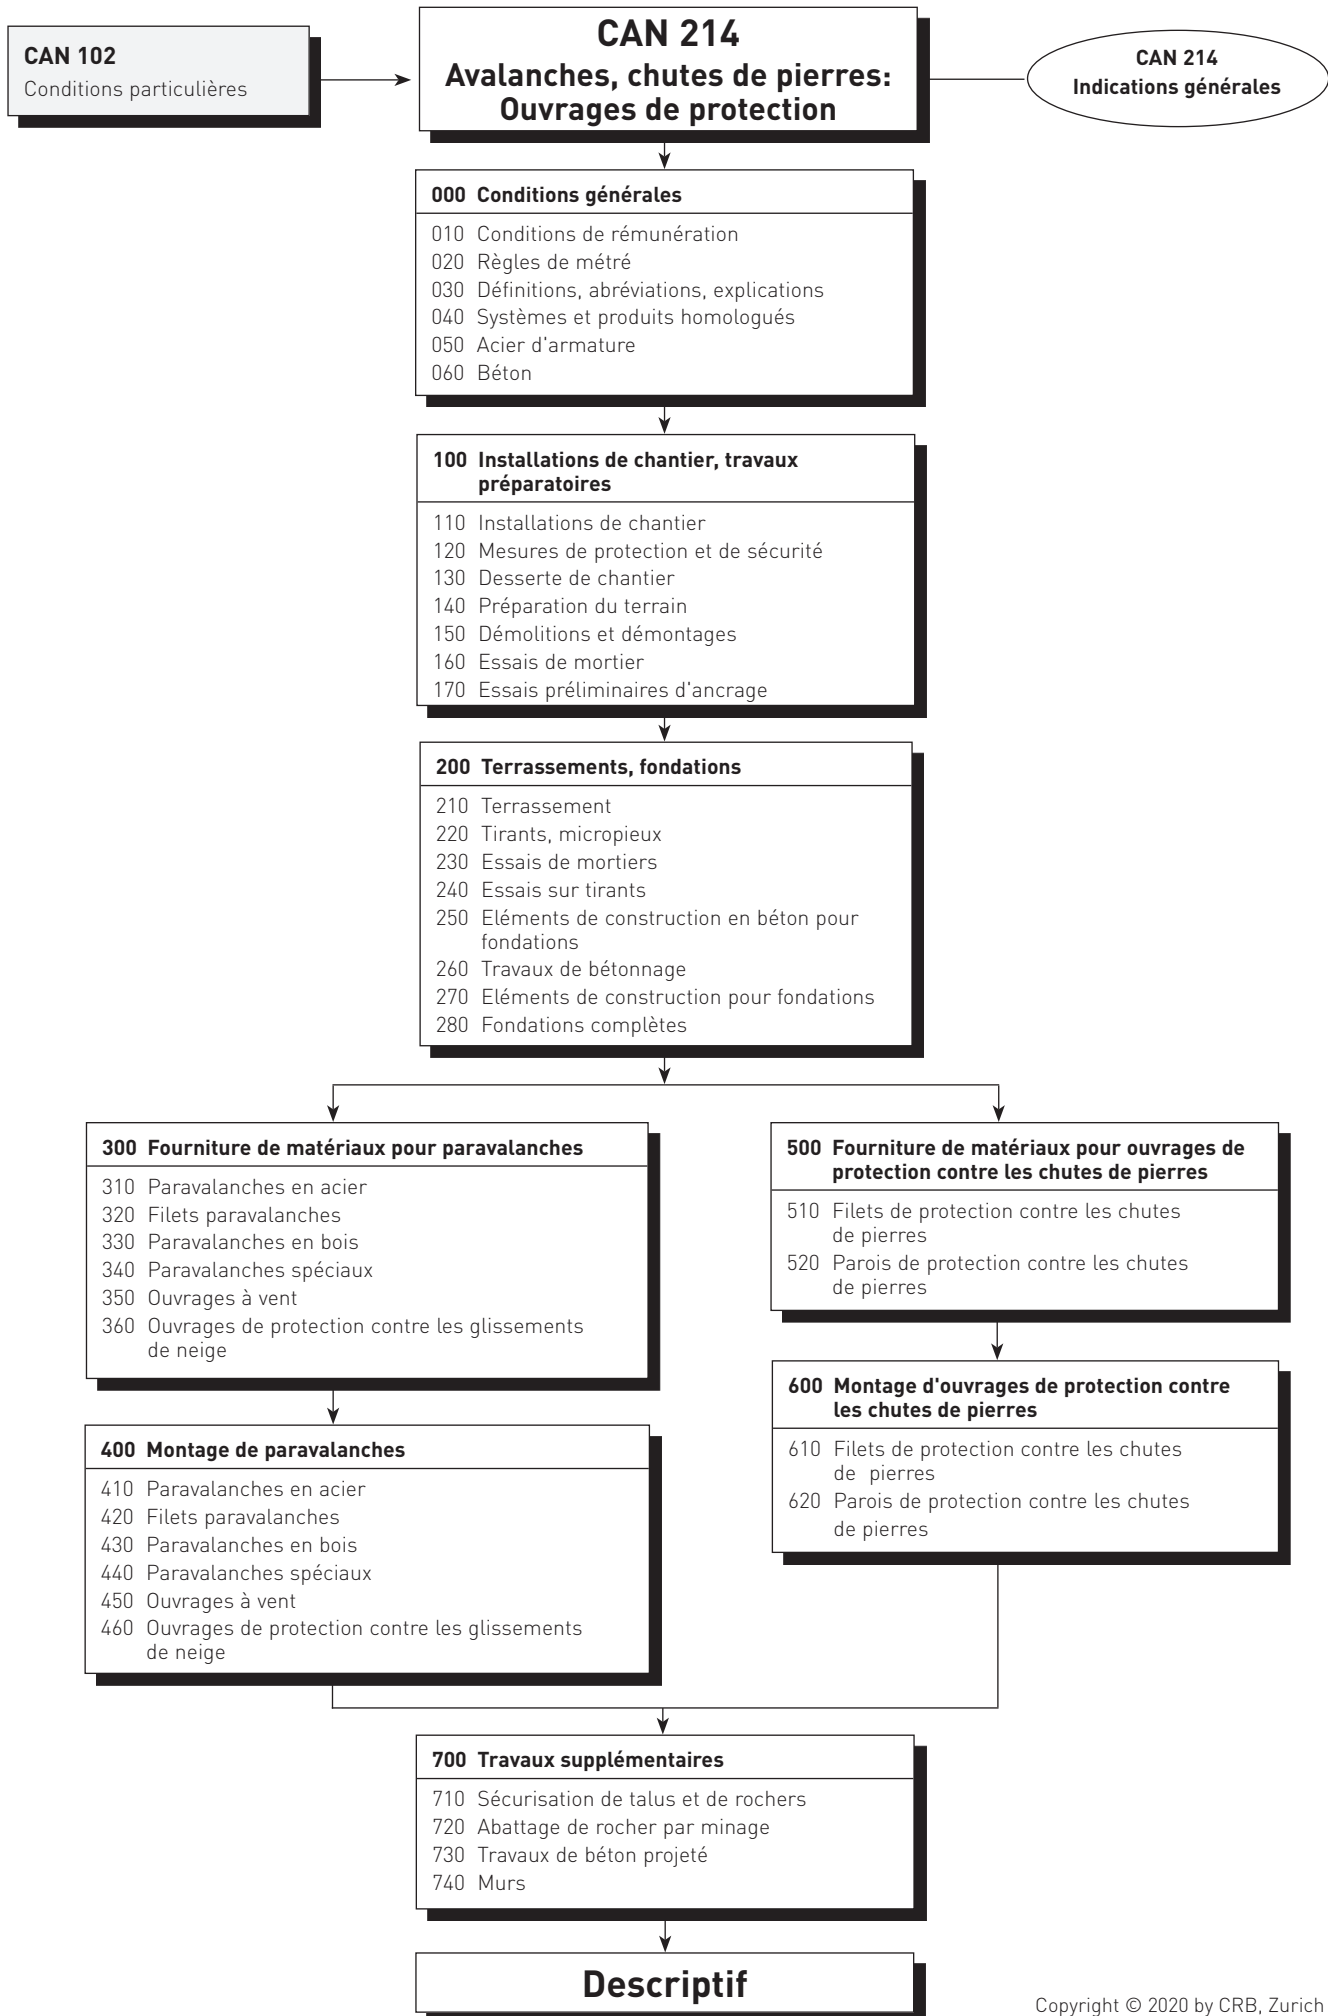 CAN 102
Conditions particulières
CAN 214
Avalanches, chutes de pierres:
Ouvrages de protection
CAN 214
Indications générales
000 Conditions générales
010 Conditions de rémunération
020 Règles de métré
030 Définitions, abréviations, explications
040 Systèmes et produits homologués
050 Acier d'armature
060 Béton
100 Installations de chantier, travaux
préparatoires
110 Installations de chantier
120 Mesures de protection et de sécurité
130 Desserte de chantier
140 Préparation du terrain
150 Démolitions et démontages
160 Essais de mortier
170 Essais préliminaires d'ancrage
200 Terrassements, fondations
210 Terrassement
220 Tirants, micropieux
230 Essais de mortiers
240 Essais sur tirants
250 Eléments de construction en béton pour
fondations
260 Travaux de bétonnage
270 Eléments de construction pour fondations
280 Fondations complètes
300 Fourniture de matériaux pour paravalanches
310 Paravalanches en acier
320 Filets paravalanches
330 Paravalanches en bois
340 Paravalanches spéciaux
350 Ouvrages à vent
360 Ouvrages de protection contre les glissements
de neige
400 Montage de paravalanches
410 Paravalanches en acier
420 Filets paravalanches
430 Paravalanches en bois
440 Paravalanches spéciaux
450 Ouvrages à vent
460 Ouvrages de protection contre les glissements
de neige
500 Fourniture de matériaux pour ouvrages de
protection contre les chutes de pierres
510 Filets de protection contre les chutes
de pierres
520 Parois de protection contre les chutes
de pierres
600 Montage d'ouvrages de protection contre
les chutes de pierres
610 Filets de protection contre les chutes
de pierres
620 Parois de protection contre les chutes
de pierres
700 Travaux supplémentaires
710 Sécurisation de talus et de rochers
720 Abattage de rocher par minage
730 Travaux de béton projeté
740 Murs
Descriptif
Copyright © 2020 by CRB, Zurich